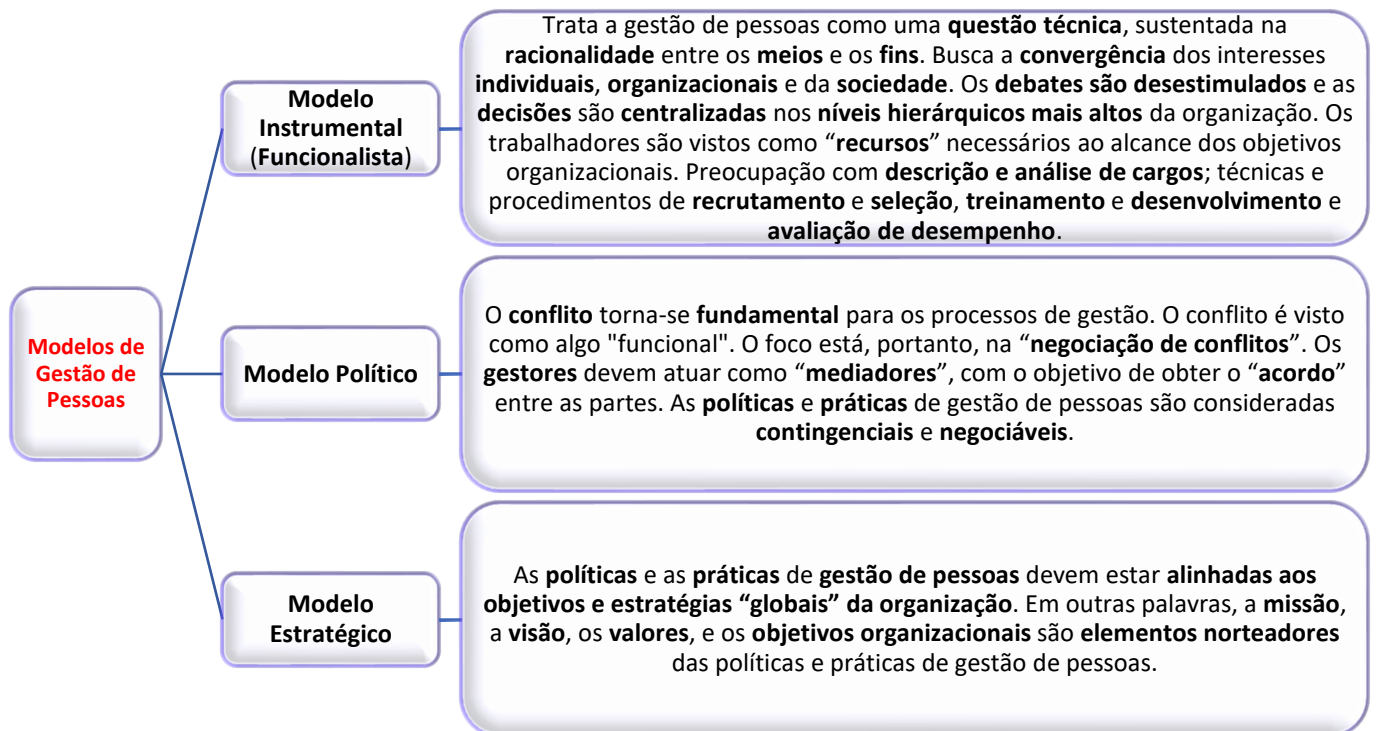 Modelos de
Gestão de
Pessoas
Modelo
Instrumental
(Funcionalista)
Trata a gestão de pessoas como uma questão técnica, sustentada na
racionalidade entre os meios e os fins. Busca a convergência dos interesses
individuais, organizacionais e da sociedade. Os debates são desestimulados e as
decisões são centralizadas nos níveis hierárquicos mais altos da organização. Os
trabalhadores são vistos como “recursos” necessários ao alcance dos objetivos
organizacionais. Preocupação com descrição e análise de cargos; técnicas e
procedimentos de recrutamento e seleção, treinamento e desenvolvimento e
avaliação de desempenho.
Modelo Político
O conflito torna-se fundamental para os processos de gestão. O conflito é visto
como algo "funcional". O foco está, portanto, na “negociação de conflitos”. Os
gestores devem atuar como “mediadores”, com o objetivo de obter o “acordo”
entre as partes. As políticas e práticas de gestão de pessoas são consideradas
contingenciais e negociáveis.
Modelo
Estratégico
As políticas e as práticas de gestão de pessoas devem estar alinhadas aos
objetivos e estratégias “globais” da organização. Em outras palavras, a missão,
a visão, os valores, e os objetivos organizacionais são elementos norteadores
das políticas e práticas de gestão de pessoas.